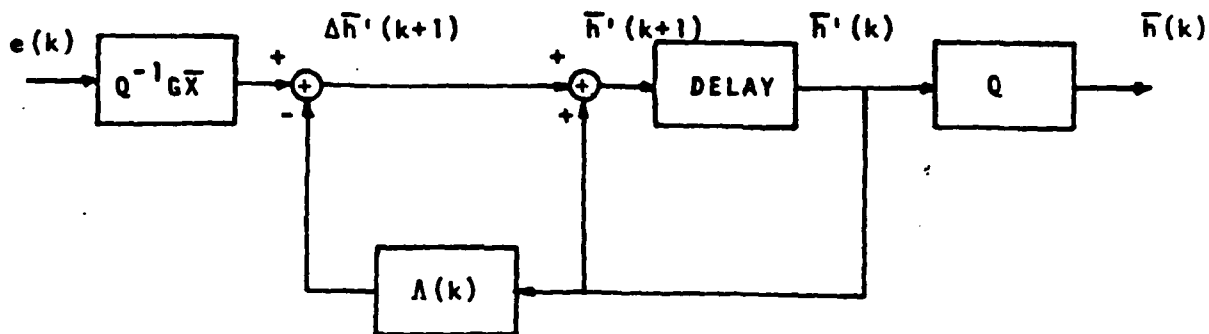 e(k)
Q⁻¹GX̅
+
-
Δh̅'(k+1)
+
+
+
+
h̅'(k+1)
DELAY
h̅'(k)
Q
h̅(k)
Λ(k)